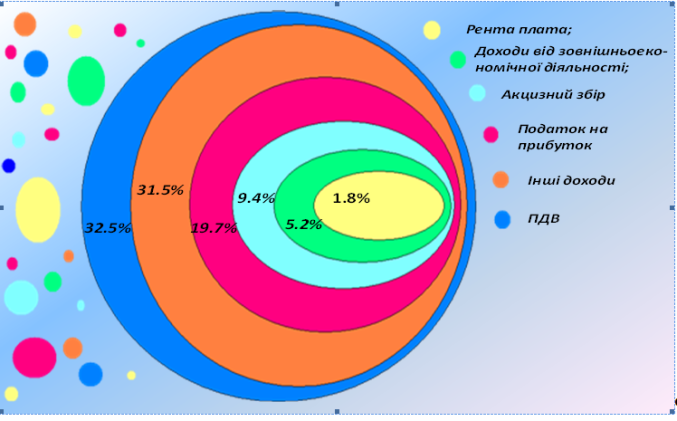 Рента плата;
Доходи від зовнішньоеко-
номічної діяльності;
Акцизний збір
Податок на
прибуток
Інші доходи
ПДВ
31.5%
9.4%
1.8%
32.5%
19.7%
5.2%